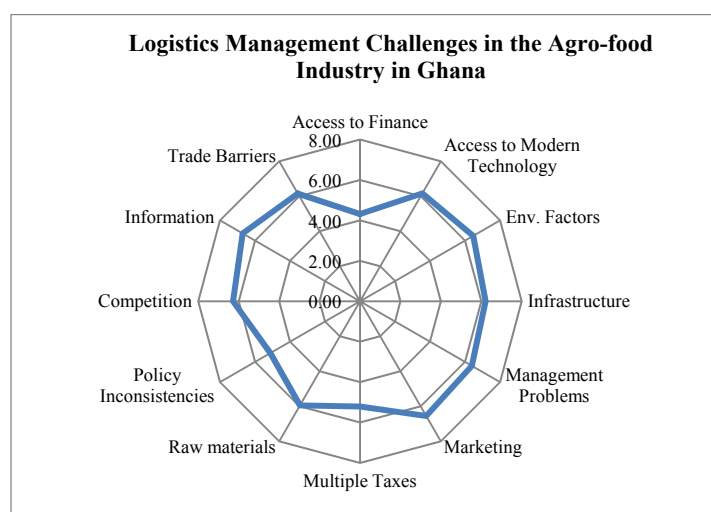 Logistics Management Challenges in the Agro-food
Industry in Ghana
Access to Finance
8.00
6.00
4.00
2.00
0.00
Access to Modern
Technology
Env. Factors
Infrastructure
Management
Problems
Marketing
Multiple Taxes
Raw materials
Policy
Inconsistencies
Competition
Information
Trade Barriers